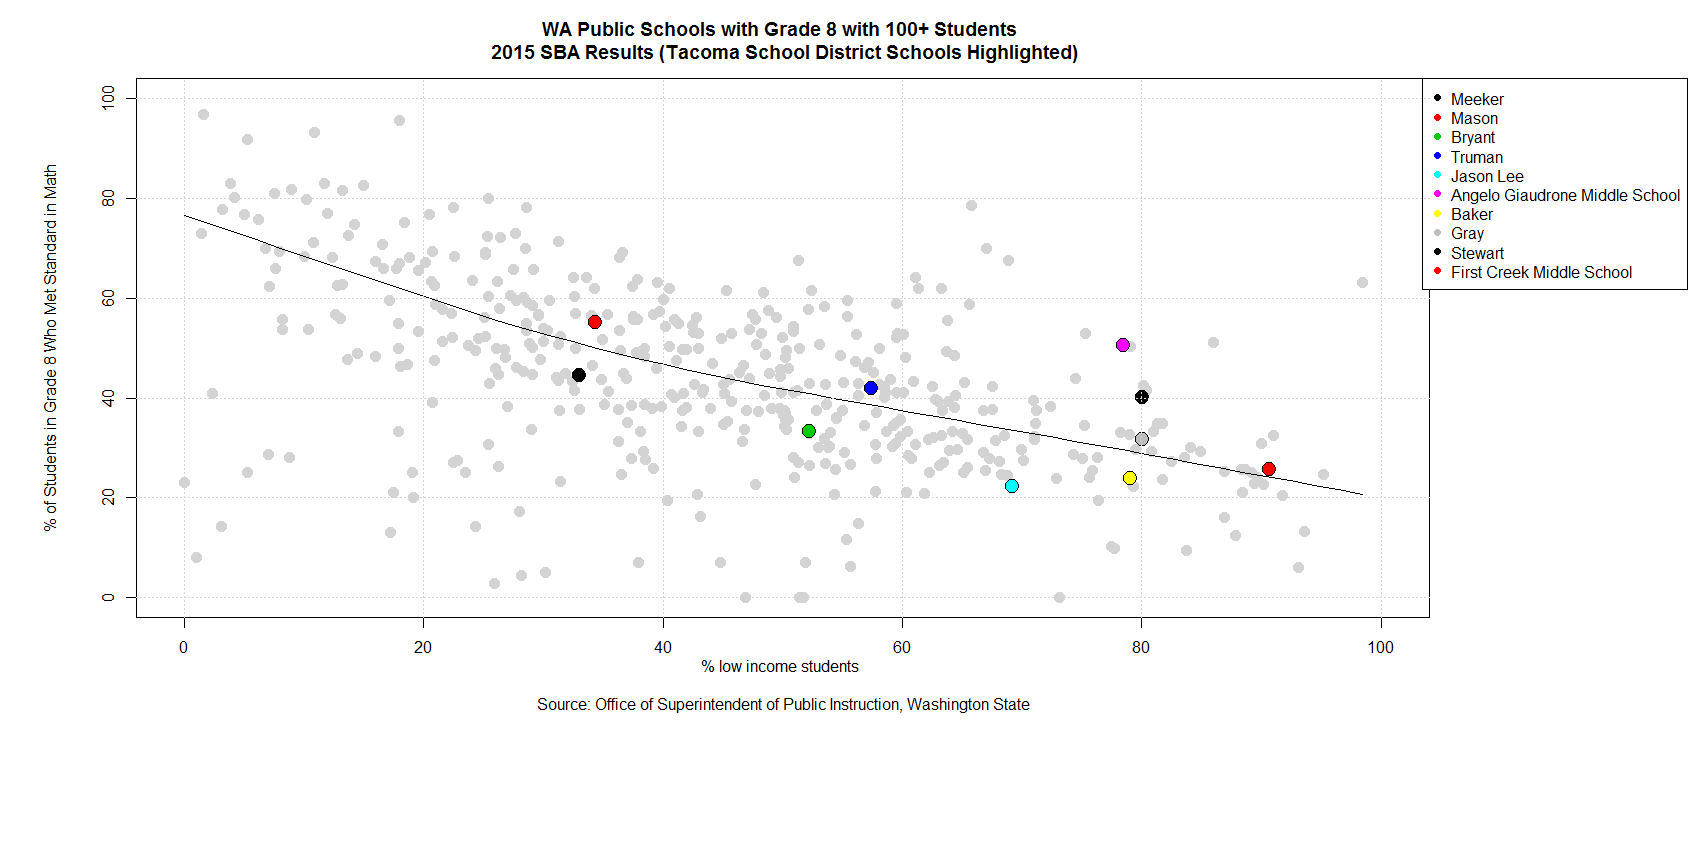 WA Public Schools with Grade 8 with 100+ Students
2015 SBA Results (Tacoma School District Schools Highlighted)
% of Students in Grade 8 Who Met Standard in Math
100
80
60
40
20
0
Meeker
Mason
Bryant
Truman
Jason Lee
Angelo Giaudrone Middle School
Baker
Gray
Stewart
First Creek Middle School
0 20 40 60 80 100
% low income students
Source: Office of Superintendent of Public Instruction, Washington State